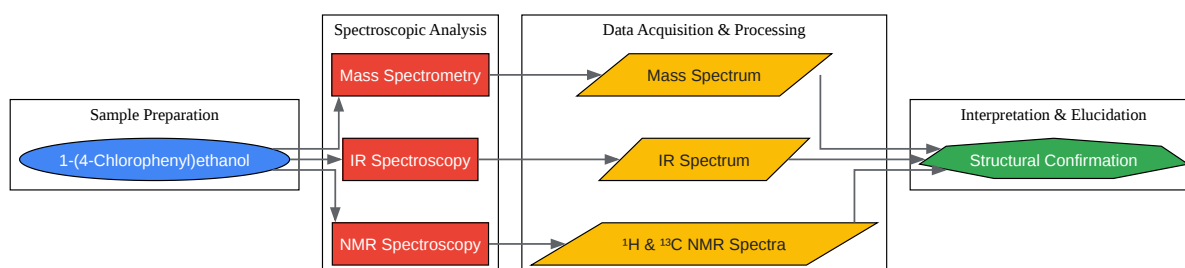 Spectroscopic Analysis
Data Acquisition & Processing
Mass Spectrometry
Mass Spectrum
Sample Preparation
Interpretation & Elucidation
1-(4-Chlorophenyl)ethanol
IR Spectroscopy
IR Spectrum
Structural Confirmation
NMR Spectroscopy
¹H & ¹³C NMR Spectra